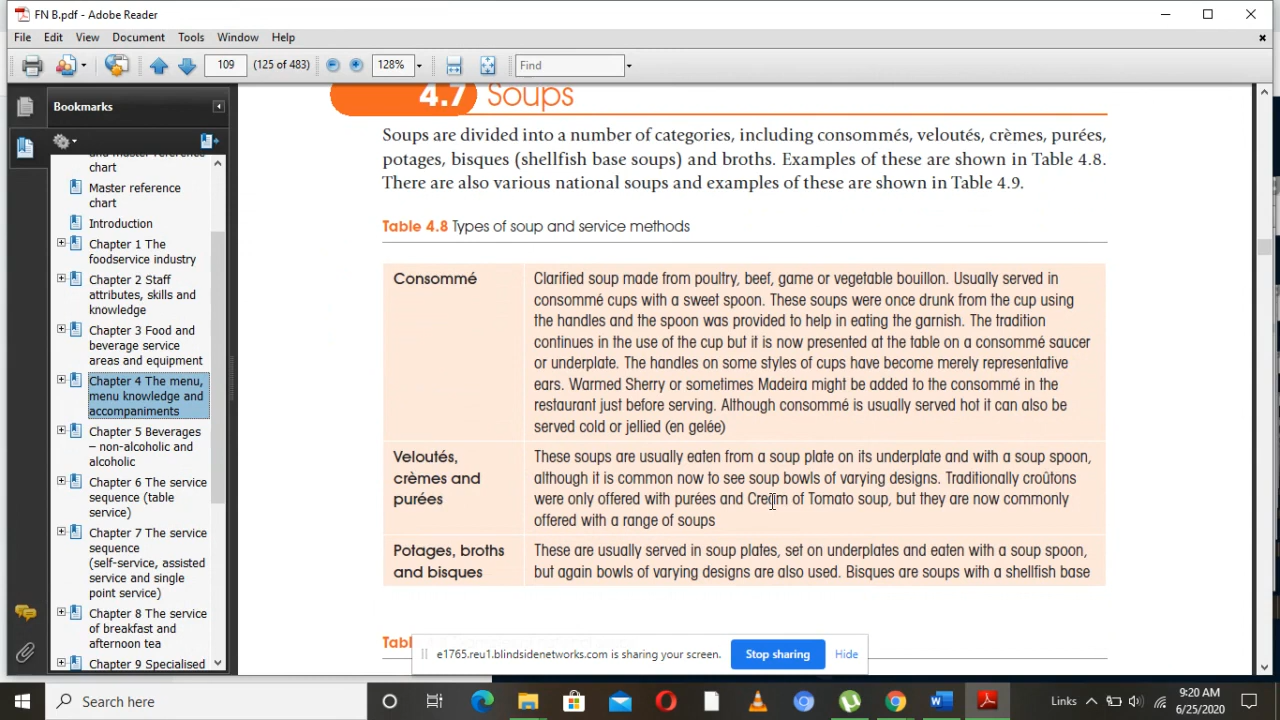 FN B.pdf - Adobe Reader
File Edit View Document Tools Window Help
109 (125 of 483) 128% Find
Bookmarks
and master reference
chart
Master reference
chart
Introduction
Chapter 1 The
foodservice industry
Chapter 2 Staff
attributes, skills and
knowledge
Chapter 3 Food and
beverage service
areas and equipment
Chapter 4 The menu,
menu knowledge and
accompaniments
Chapter 5 Beverages
– non-alcoholic and
alcoholic
Chapter 6 The service
sequence (table
service)
Chapter 7 The service
sequence
(self-service, assisted
service and single
point service)
Chapter 8 The service
of breakfast and
afternoon tea
Chapter 9 Specialised
4.7 Soups
Soups are divided into a number of categories, including consommés, veloutés, crèmes, purées,
potages, bisques (shellfish base soups) and broths. Examples of these are shown in Table 4.8.
There are also various national soups and examples of these are shown in Table 4.9.
Table 4.8 Types of soup and service methods
Consommé
Clarified soup made from poultry, beef, game or vegetable bouillon. Usually served in
consommé cups with a sweet spoon. These soups were once drunk from the cup using
the handles and the spoon was provided to help in eating the garnish. The tradition
continues in the use of the cup but it is now presented at the table on a consommé saucer
or underplate. The handles on some styles of cups have become merely representative
ears. Warmed Sherry or sometimes Madeira might be added to the consommé in the
restaurant just before serving. Although consommé is usually served hot it can also be
served cold or jellied (en gelée)
Veloutés,
crèmes and
purées
These soups are usually eaten from a soup plate on its underplate and with a soup spoon,
although it is common now to see soup bowls of varying designs. Traditionally croûtons
were only offered with purées and Cream of Tomato soup, but they are now commonly
offered with a range of soups
Potages, broths
and bisques
These are usually served in soup plates, set on underplates and eaten with a soup spoon,
but again bowls of varying designs are also used. Bisques are soups with a shellfish base
Tab
e1765.reu1.blindsidenetworks.com is sharing your screen. Stop sharing Hide
Search here
Links
9:20 AM
6/25/2020